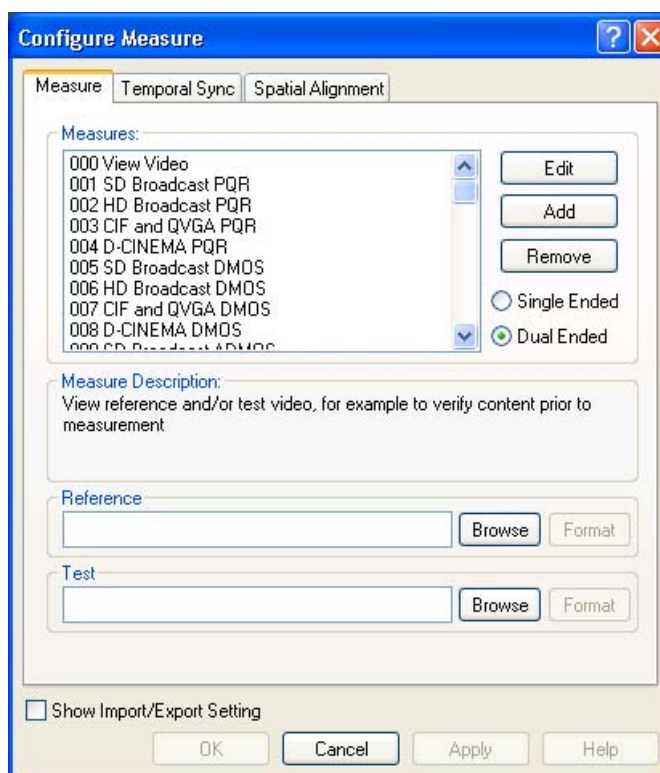 Configure Measure
Measure Temporal Sync Spatial Alignment
Measures:
000 View Video
001 SD Broadcast PQR
002 HD Broadcast PQR
003 CIF and QVGA PQR
004 D-CINEMA PQR
005 SD Broadcast DMOS
006 HD Broadcast DMOS
007 CIF and QVGA DMOS
008 D-CINEMA DMOS
009 SD Broadcast ADMOS
Edit
Add
Remove
Single Ended
Dual Ended
Measure Description:
View reference and/or test video, for example to verify content prior to
measurement
Reference
Browse Format
Test
Browse Format
Show Import/Export Setting
OK Cancel Apply Help